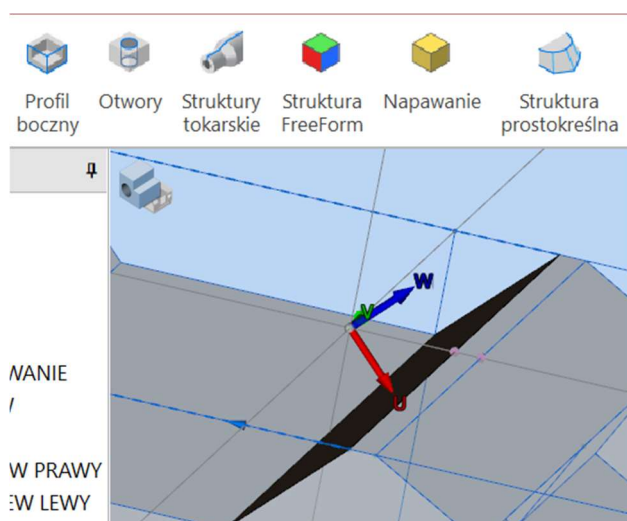 Profil
boczny
Otwory
Struktury
tokarskie
Struktura
FreeForm
Napawanie
Struktura
prostokreślna
W
V
U
WANIE
W PRAWY
EW LEWY